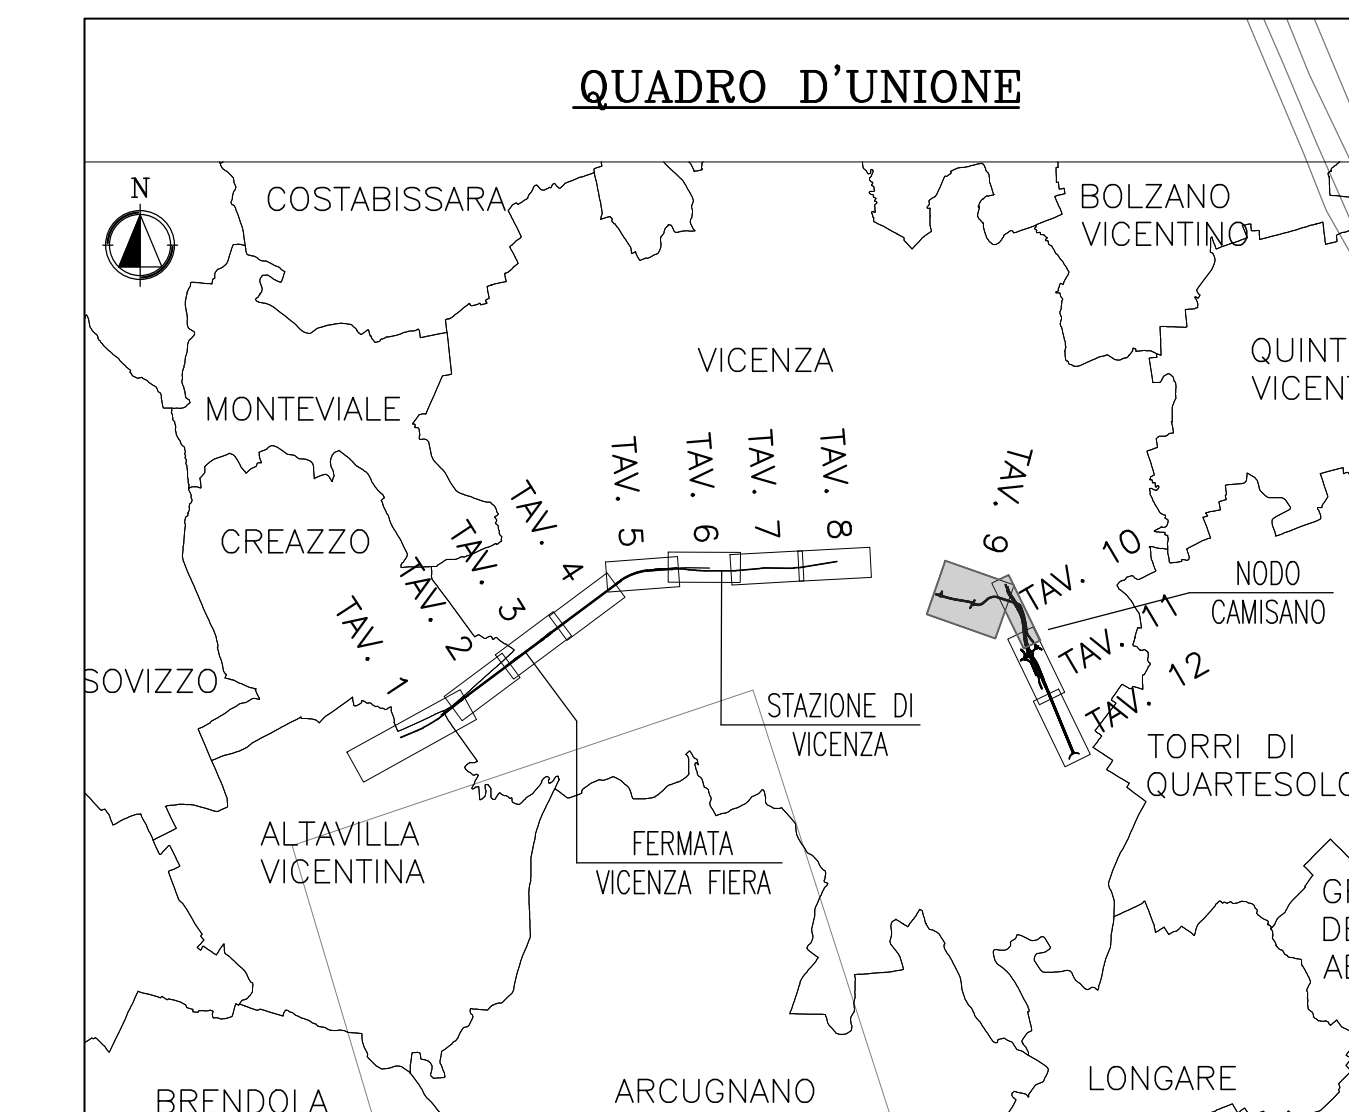 QUADRO D'UNIONE
N
COSTABISSARA
BOLZANO
VICENTINO
VICENZA
MONTEVIALE
CREAZZO
SOVIZZO
TAV. 1
TAV. 2
TAV. 3
TAV. 4
TAV. 5
TAV. 6
TAV. 7
TAV. 8
TAV. 9
TAV. 10
TAV. 11
TAV. 12
NODO
CAMISANO
STAZIONE DI
VICENZA
TORRI DI
QUARTESOLO
ALTAVILLA
VICENTINA
FERMATA
VICENZA FIERA
BRENDOLA
ARCUGNANO
LONGARE